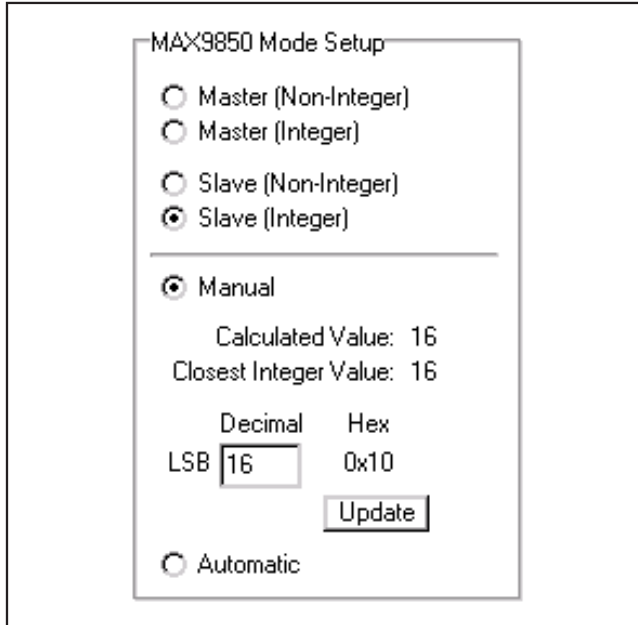 MAX9850 Mode Setup
Master (Non-Integer)
Master (Integer)
Slave (Non-Integer)
Slave (Integer)
Manual
Calculated Value: 16
Closest Integer Value: 16
Decimal Hex
LSB 16 0x10
Update
Automatic